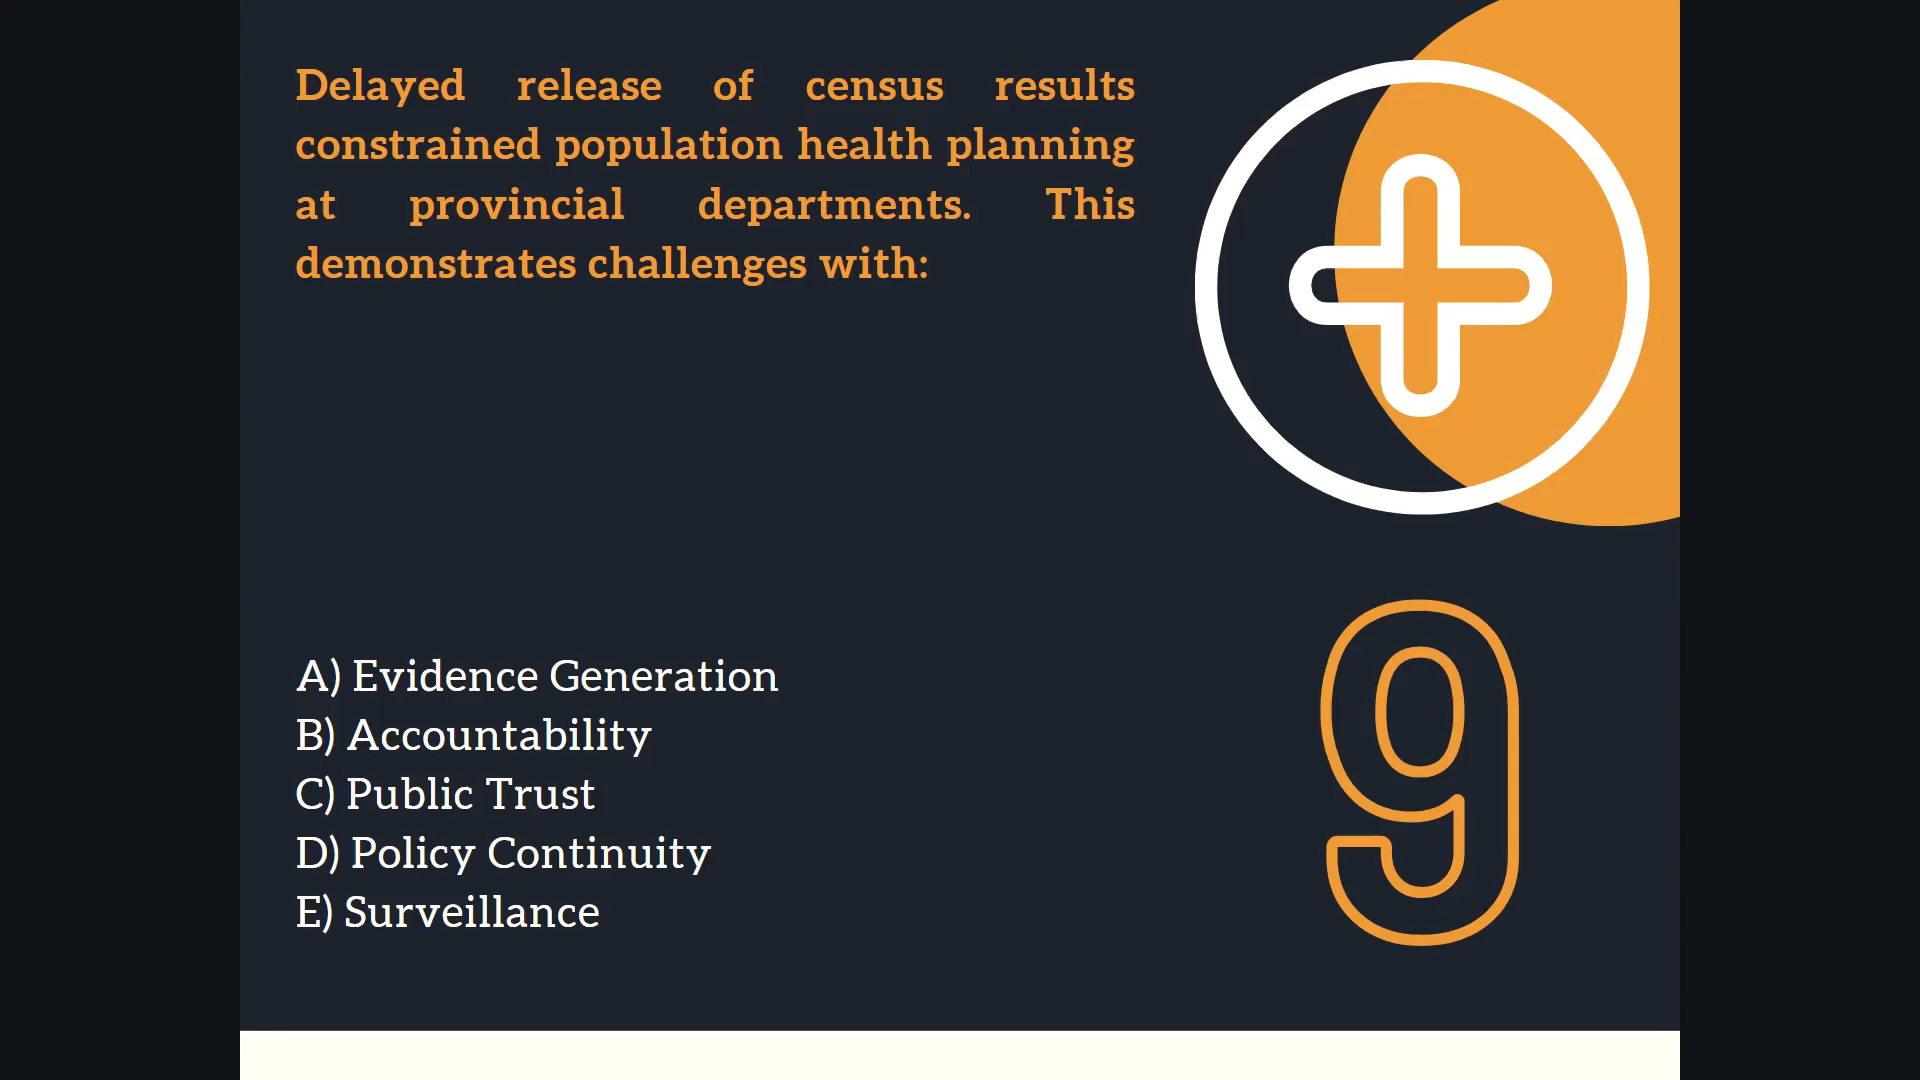 Delayed release of census results
constrained population health planning
at provincial departments. This
demonstrates challenges with:
A) Evidence Generation
B) Accountability
C) Public Trust
D) Policy Continuity
E) Surveillance
9